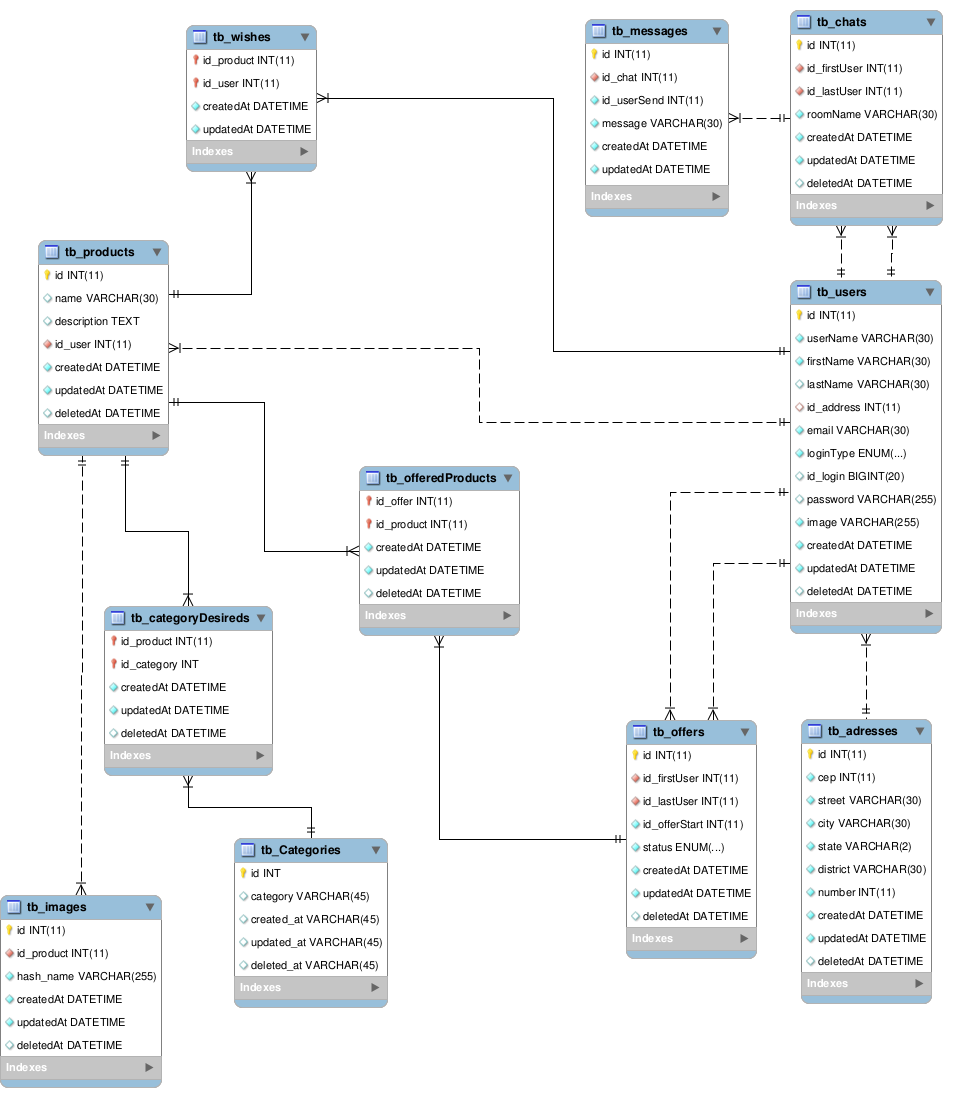 tb_wishes
id_product INT(11)
id_user INT(11)
createdAt DATETIME
updatedAt DATETIME
Indexes
tb_messages
id INT(11)
id_chat INT(11)
id_userSend INT(11)
message VARCHAR(30)
createdAt DATETIME
updatedAt DATETIME
Indexes
tb_chats
id INT(11)
id_firstUser INT(11)
id_lastUser INT(11)
roomName VARCHAR(30)
createdAt DATETIME
updatedAt DATETIME
deletedAt DATETIME
Indexes
tb_products
id INT(11)
name VARCHAR(30)
description TEXT
id_user INT(11)
createdAt DATETIME
updatedAt DATETIME
deletedAt DATETIME
Indexes
tb_users
id INT(11)
userName VARCHAR(30)
firstName VARCHAR(30)
lastName VARCHAR(30)
id_address INT(11)
email VARCHAR(30)
loginType ENUM(...)
id_login BIGINT(20)
password VARCHAR(255)
image VARCHAR(255)
createdAt DATETIME
updatedAt DATETIME
deletedAt DATETIME
Indexes
tb_offeredProducts
id_offer INT(11)
id_product INT(11)
createdAt DATETIME
updatedAt DATETIME
deletedAt DATETIME
Indexes
tb_categoryDesireds
id_product INT(11)
id_category INT
createdAt DATETIME
updatedAt DATETIME
deletedAt DATETIME
Indexes
tb_offers
id INT(11)
id_firstUser INT(11)
id_lastUser INT(11)
id_offerStart INT(11)
status ENUM(...)
createdAt DATETIME
updatedAt DATETIME
deletedAt DATETIME
Indexes
tb_adresses
id INT(11)
cep INT(11)
street VARCHAR(30)
city VARCHAR(30)
state VARCHAR(2)
district VARCHAR(30)
number INT(11)
createdAt DATETIME
updatedAt DATETIME
deletedAt DATETIME
Indexes
tb_Categories
id INT
category VARCHAR(45)
created_at VARCHAR(45)
updated_at VARCHAR(45)
deleted_at VARCHAR(45)
Indexes
tb_images
id INT(11)
id_product INT(11)
hash_name VARCHAR(255)
createdAt DATETIME
updatedAt DATETIME
deletedAt DATETIME
Indexes